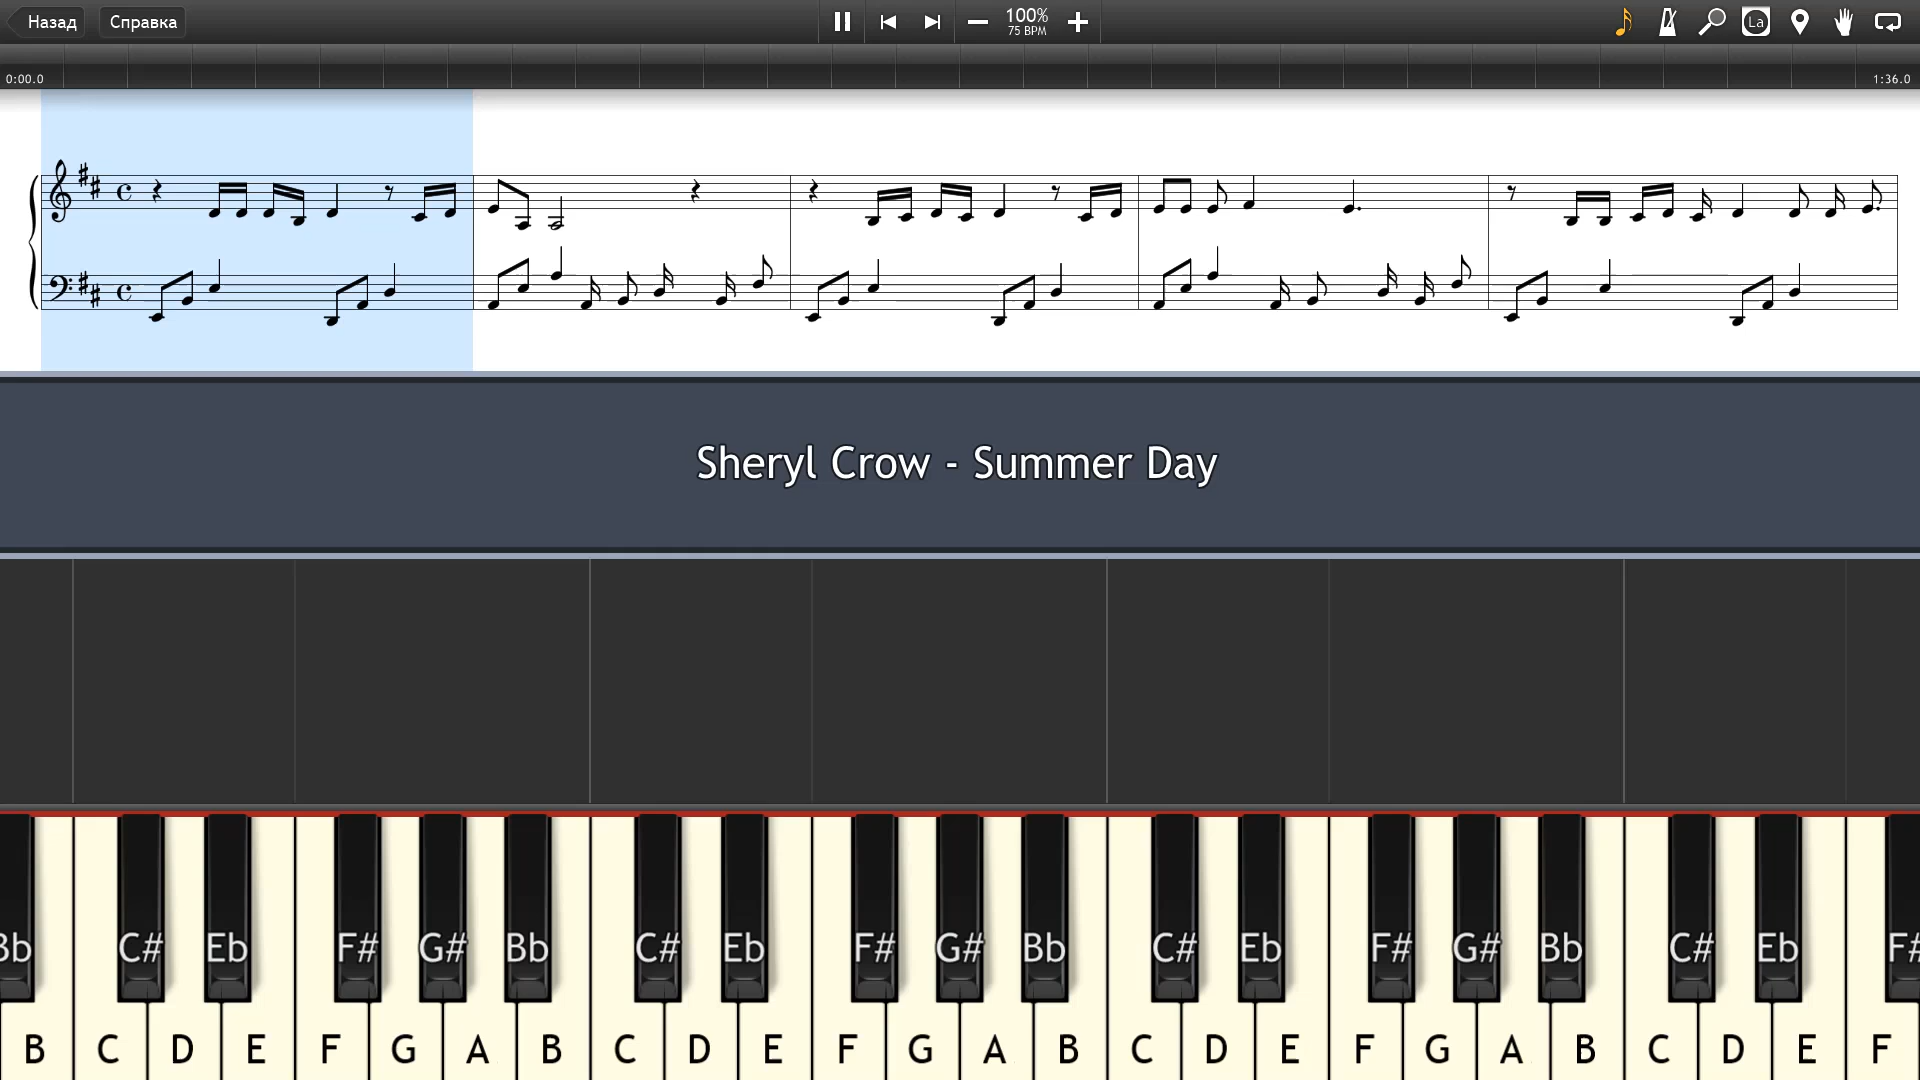 Назад Справка 100% La
75 BPM
0:00.0 1:36.0
Sheryl Crow - Summer Day
Bb C# Eb F# G# Bb C# Eb F# G# Bb C# Eb F# G# Bb C# Eb F#
B C D E F G A B C D E F G A B C D E F G A B C D E F